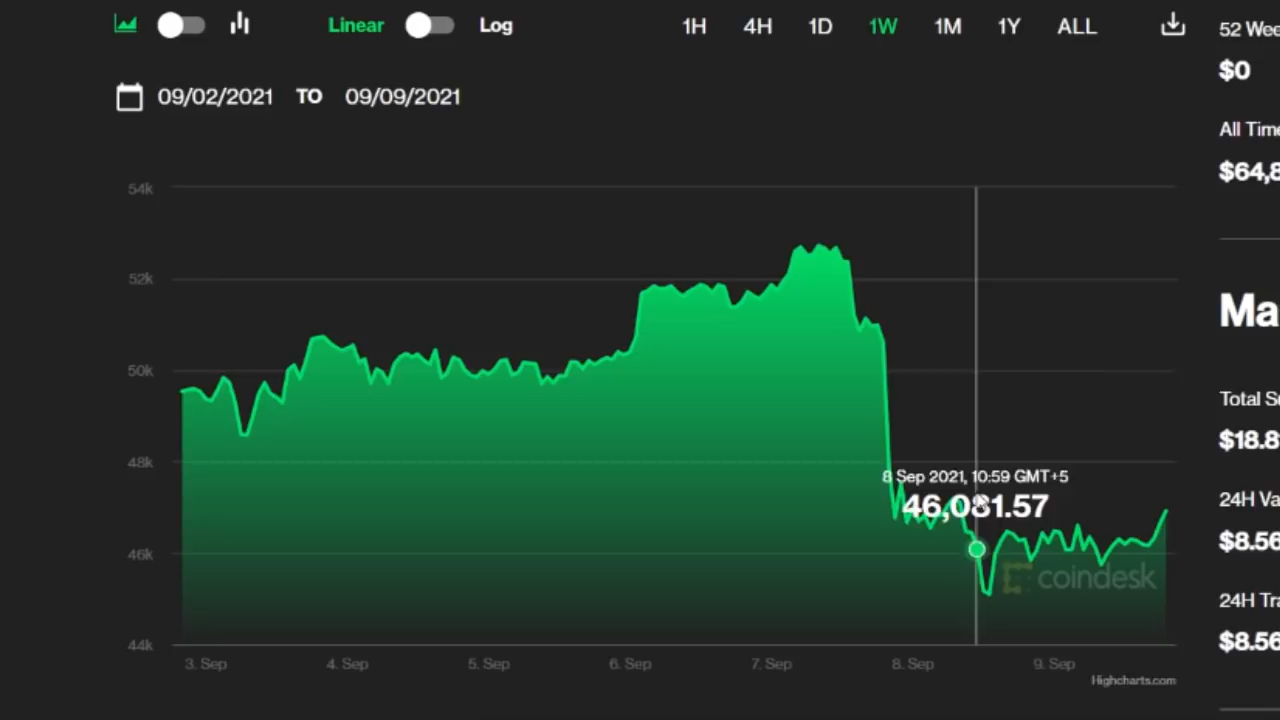 Linear Log 1H 4H 1D 1W 1M 1Y ALL
09/02/2021 TO 09/09/2021
54k
52k
50k
48k
46k
44k
8 Sep 2021, 10:59 GMT+5
46,081.57
coindesk
3. Sep 4. Sep 5. Sep 6. Sep 7. Sep 8. Sep 9. Sep
Highcharts.com
52 Wee
$0
All Time
$64,8
Ma
Total Su
$18.8
24H Va
$8.56
24H Tra
$8.56